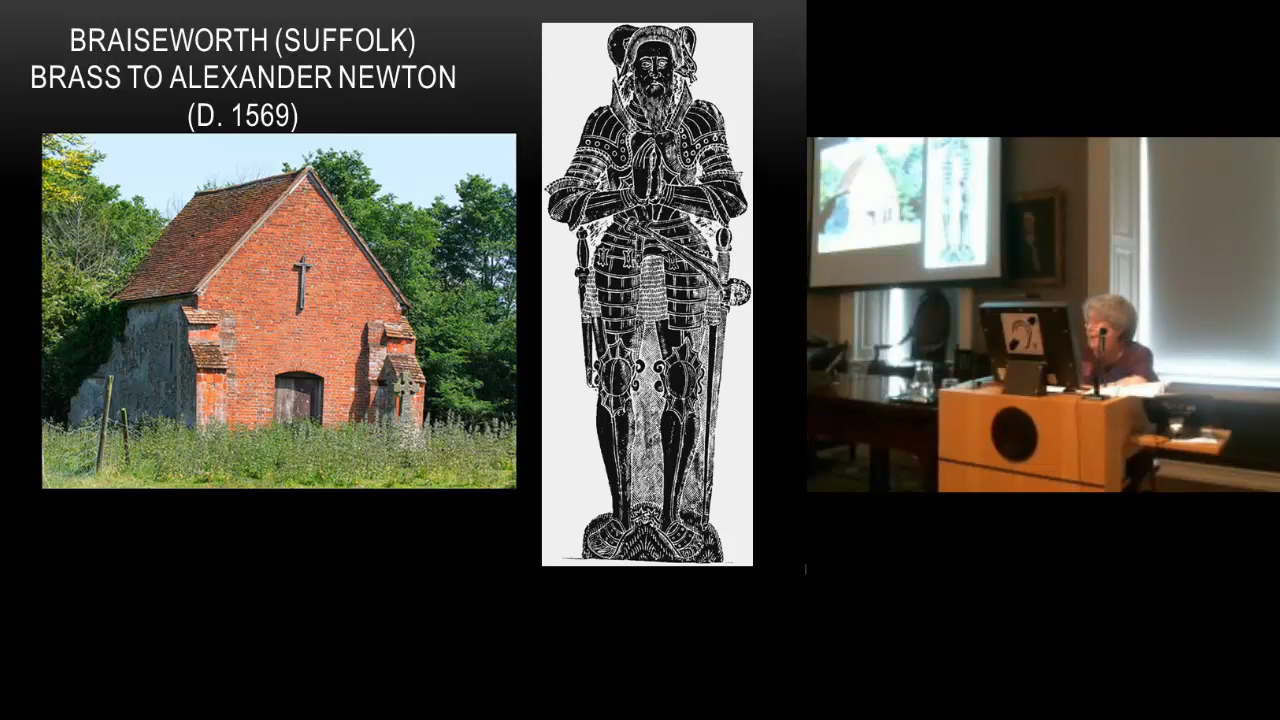 BRAISEWORTH (SUFFOLK)
BRASS TO ALEXANDER NEWTON
(D. 1569)